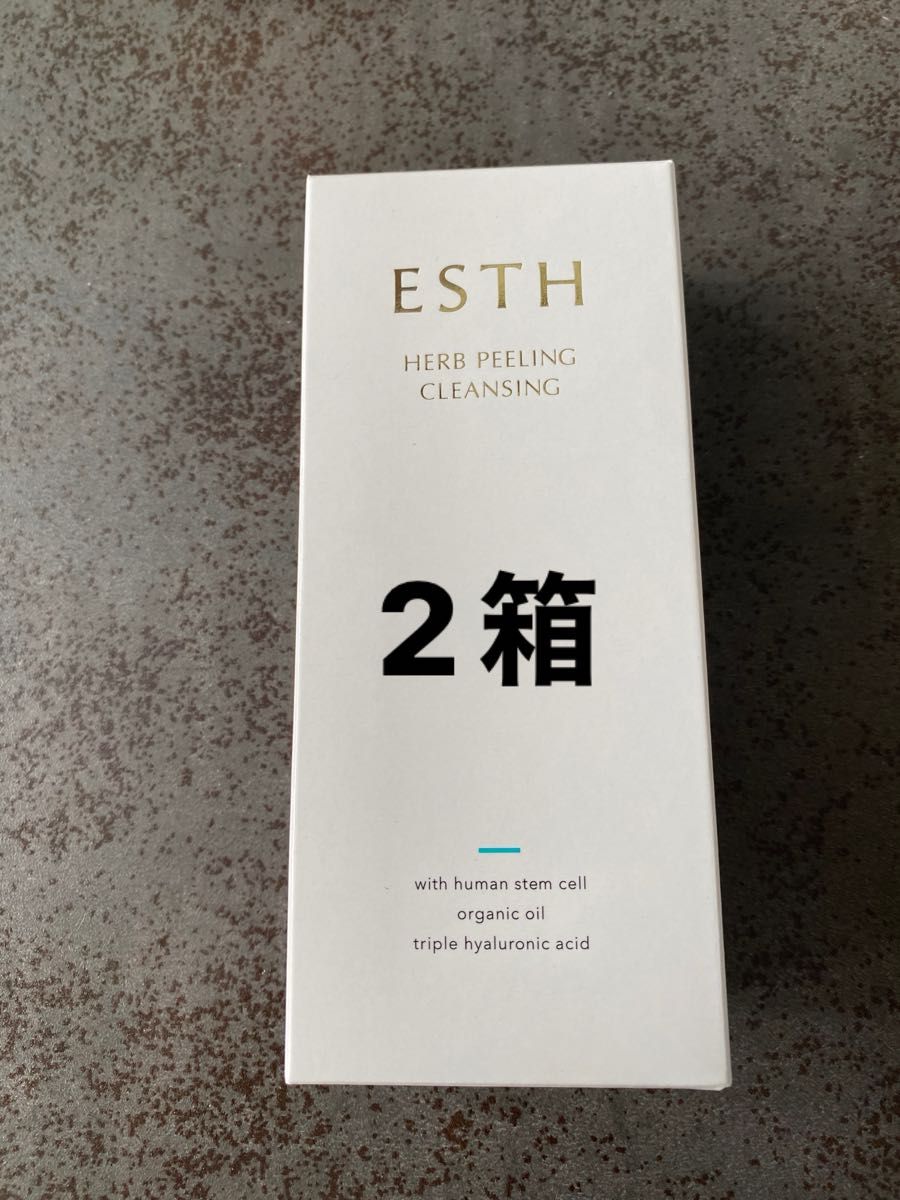 ESTH
HERB PEELING
CLEANSING
2箱
with human stem cell
organic oil
triple hyaluronic acid